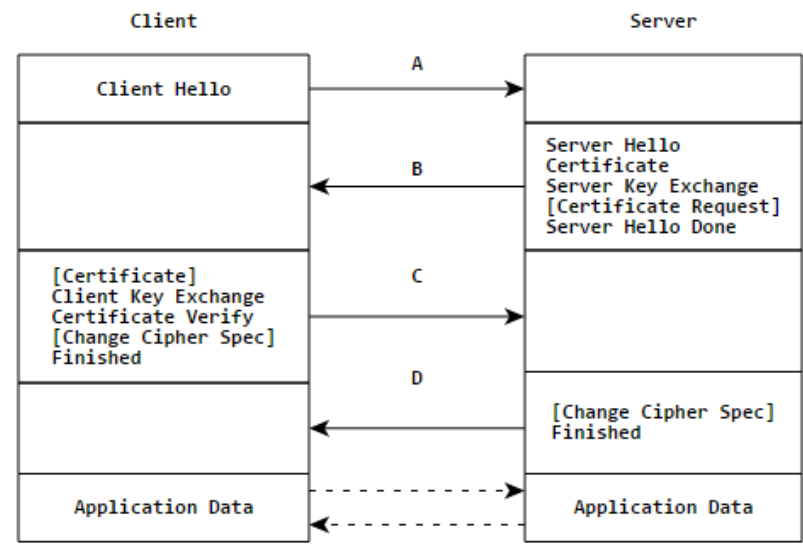 Client
Server
A
Client Hello
B
Server Hello
Certificate
Server Key Exchange
[Certificate Request]
Server Hello Done
C
[Certificate]
Client Key Exchange
Certificate Verify
[Change Cipher Spec]
Finished
D
[Change Cipher Spec]
Finished
Application Data
Application Data